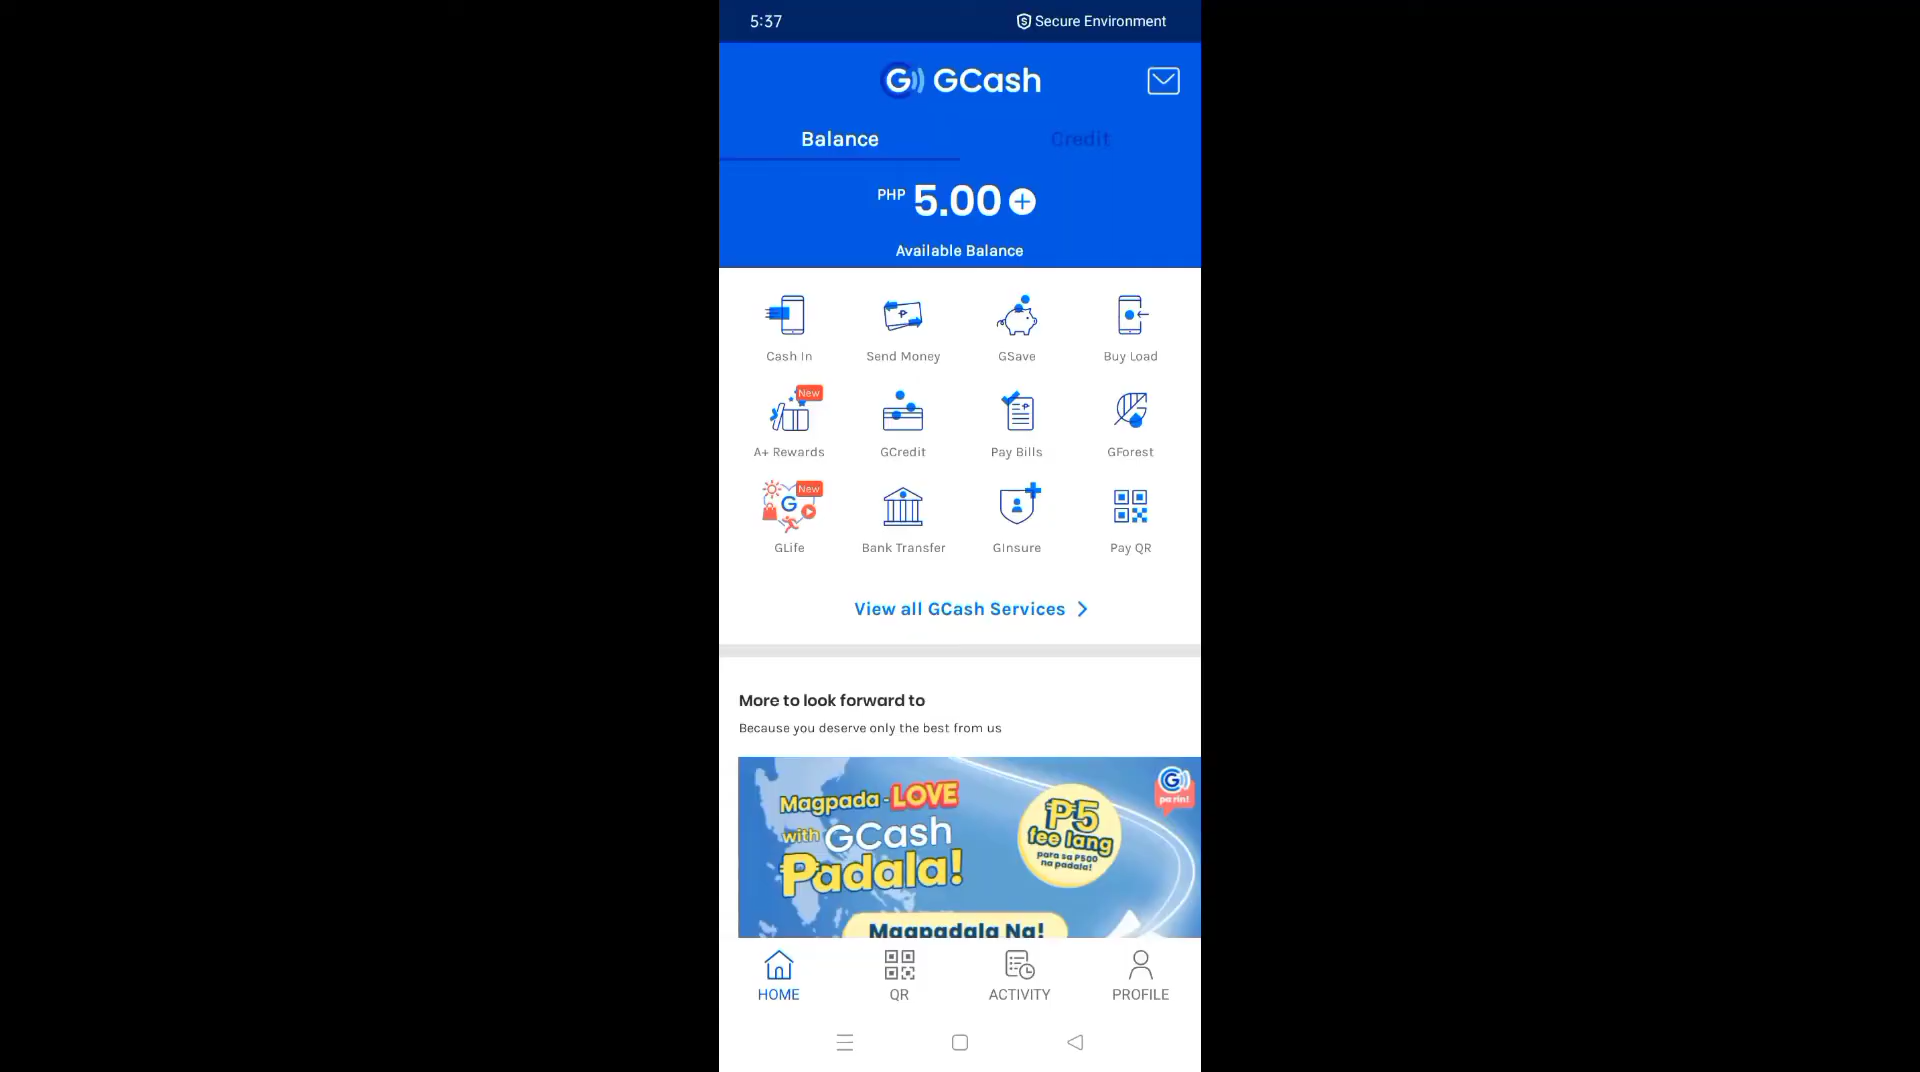 5:37 Secure Environment
G GCash
Balance Credit
PHP 5.00
Available Balance
Cash In Send Money GSave Buy Load
New
A+ Rewards GCredit Pay Bills GForest
New
G
GLife Bank Transfer GInsure Pay QR
View all GCash Services
More to look forward to
Because you deserve only the best from us
Magpada-LOVE
with GCash
Padala!
₱5
fee lang
para sa ₱500
na padala!
G
pa rin!
Magpadala Na!
HOME QR ACTIVITY PROFILE